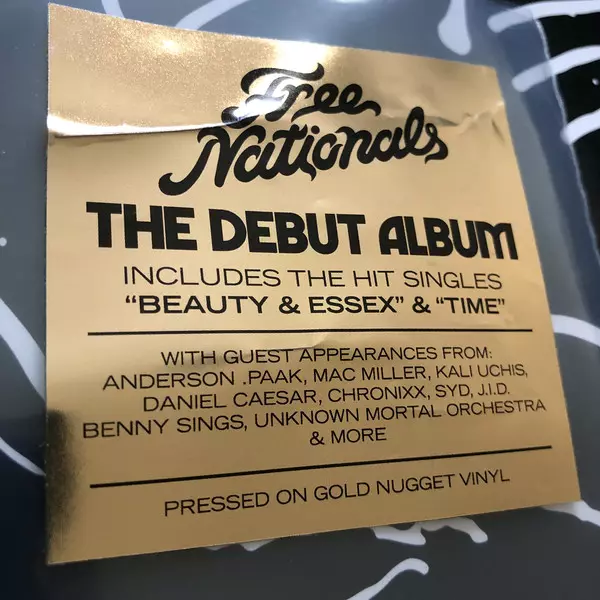 Free
Nationals
THE DEBUT ALBUM
INCLUDES THE HIT SINGLES
“BEAUTY & ESSEX” & “TIME”
WITH GUEST APPEARANCES FROM:
ANDERSON .PAAK, MAC MILLER, KALI UCHIS,
DANIEL CAESAR, CHRONIXX, SYD, J.I.D.
BENNY SINGS, UNKNOWN MORTAL ORCHESTRA
& MORE
PRESSED ON GOLD NUGGET VINYL